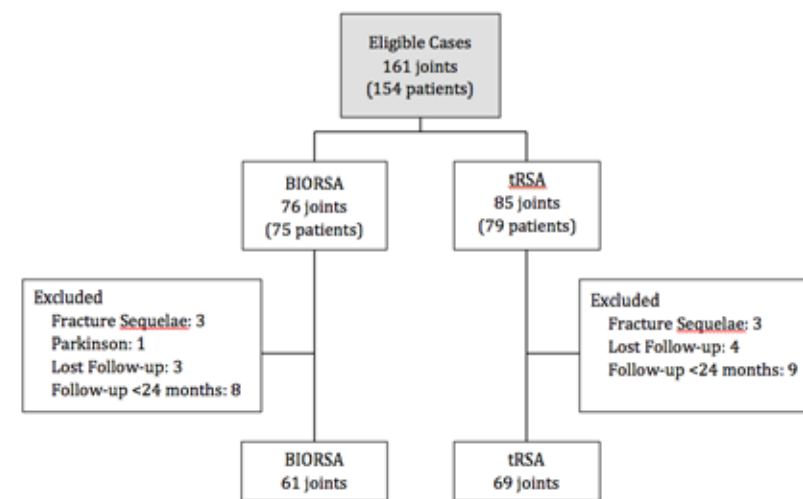 Eligible Cases
161 joints
(154 patients)
BIORSA
76 joints
(75 patients)
tRSA
85 joints
(79 patients)
Excluded
Fracture Sequelae: 3
Parkinson: 1
Lost Follow-up: 3
Follow-up <24 months: 8
Excluded
Fracture Sequelae: 3
Lost Follow-up: 4
Follow-up <24 months: 9
BIORSA
61 joints
tRSA
69 joints